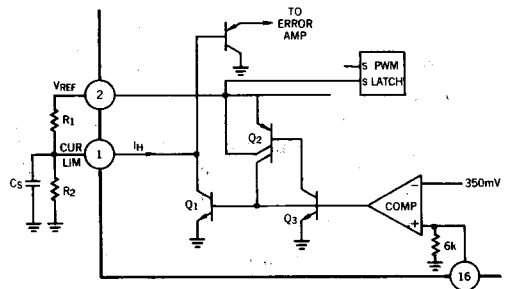 TO
ERROR
AMP
S PWM
S LATCH
VREF
2
R1
Q2
CUR
LIM
1
IH
CS
R2
Q1
Q3
COMP
−
+
350mV
6k
16